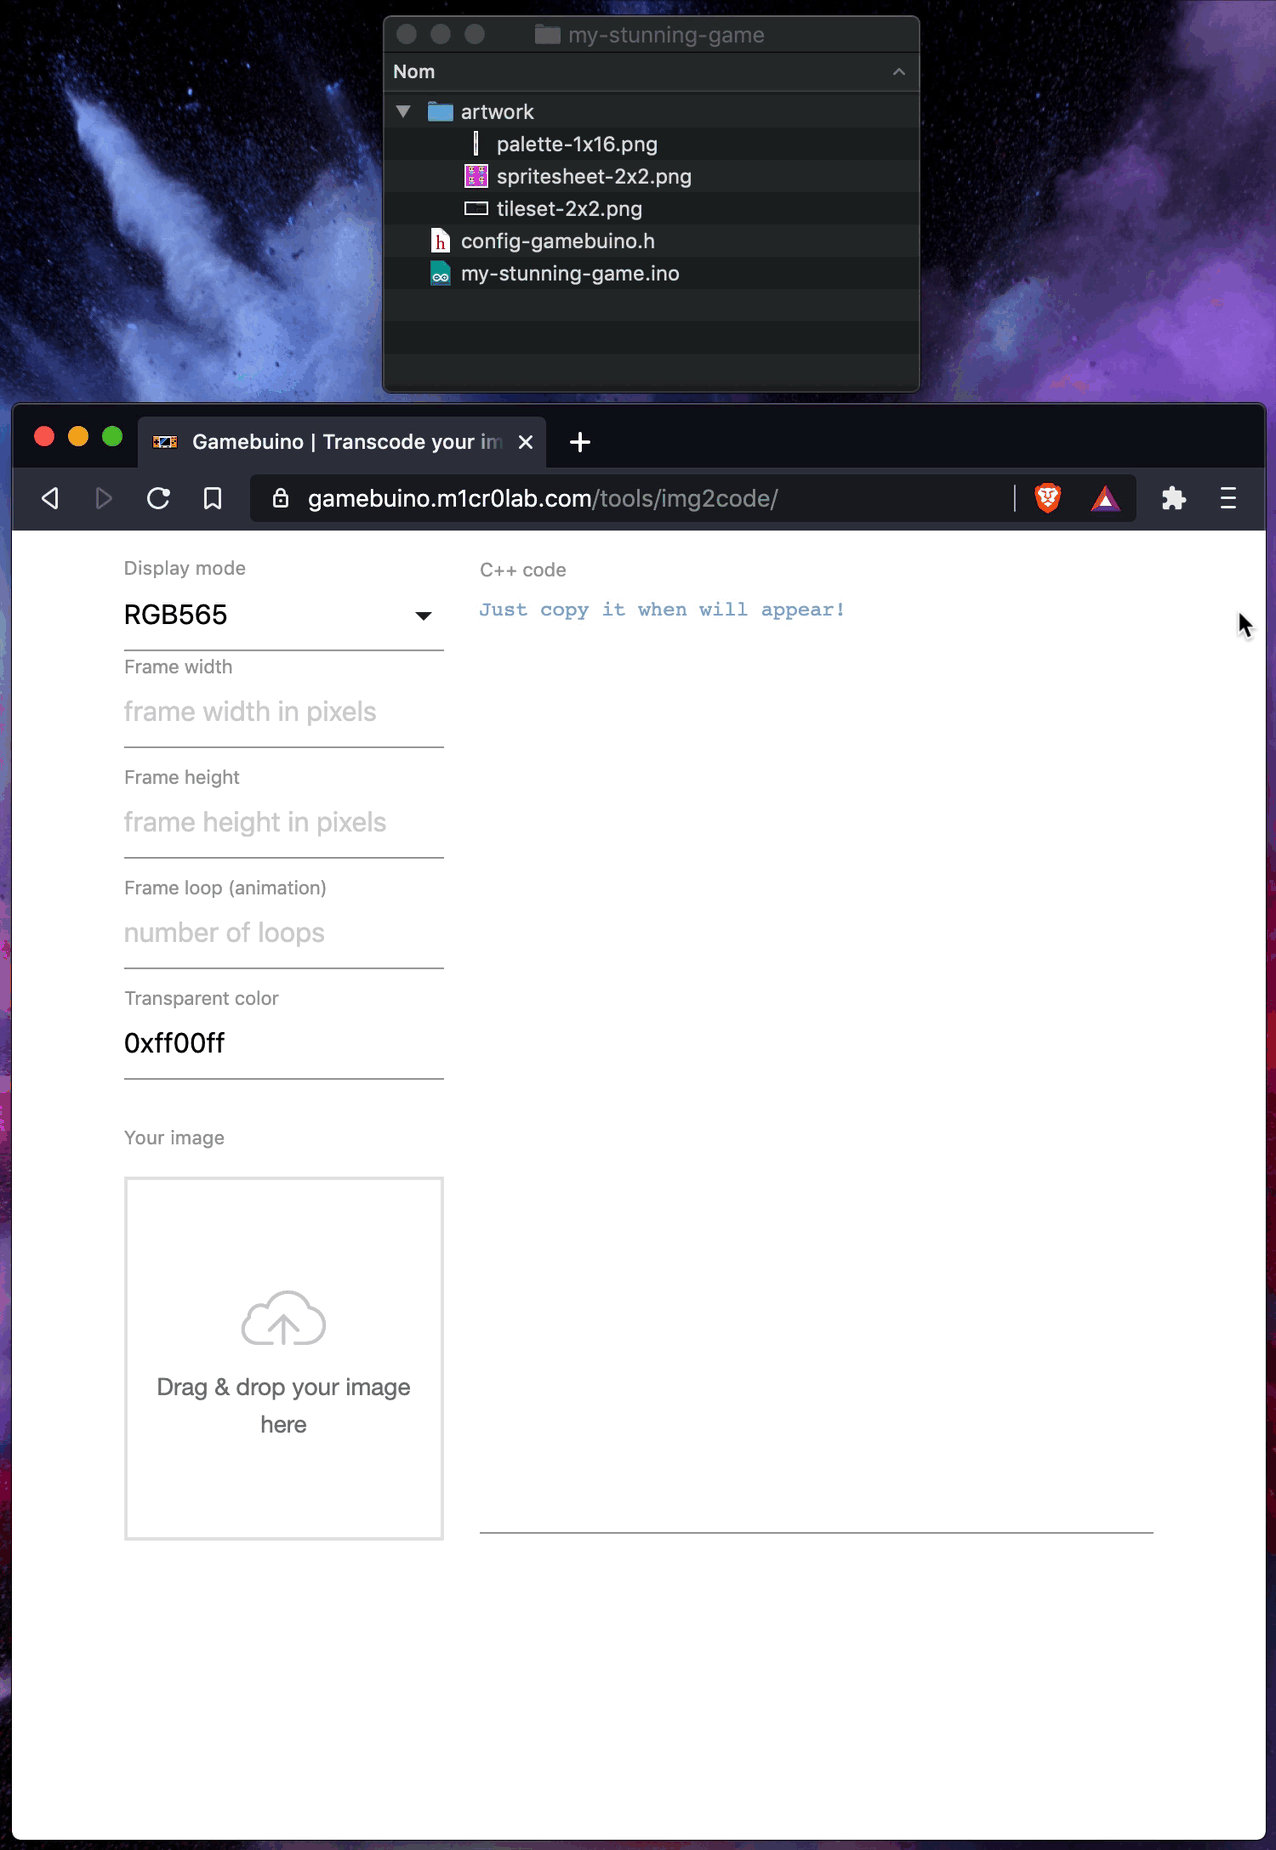 my-stunning-game
Nom
artwork
palette-1x16.png
spritesheet-2x2.png
tileset-2x2.png
config-gamebuino.h
my-stunning-game.ino
Gamebuino | Transcode your im
gamebuino.m1cr0lab.com/tools/img2code/
Display mode
RGB565
Frame width
frame width in pixels
Frame height
frame height in pixels
Frame loop (animation)
number of loops
Transparent color
0xff00ff
Your image
Drag & drop your image
here
C++ code
Just copy it when will appear!